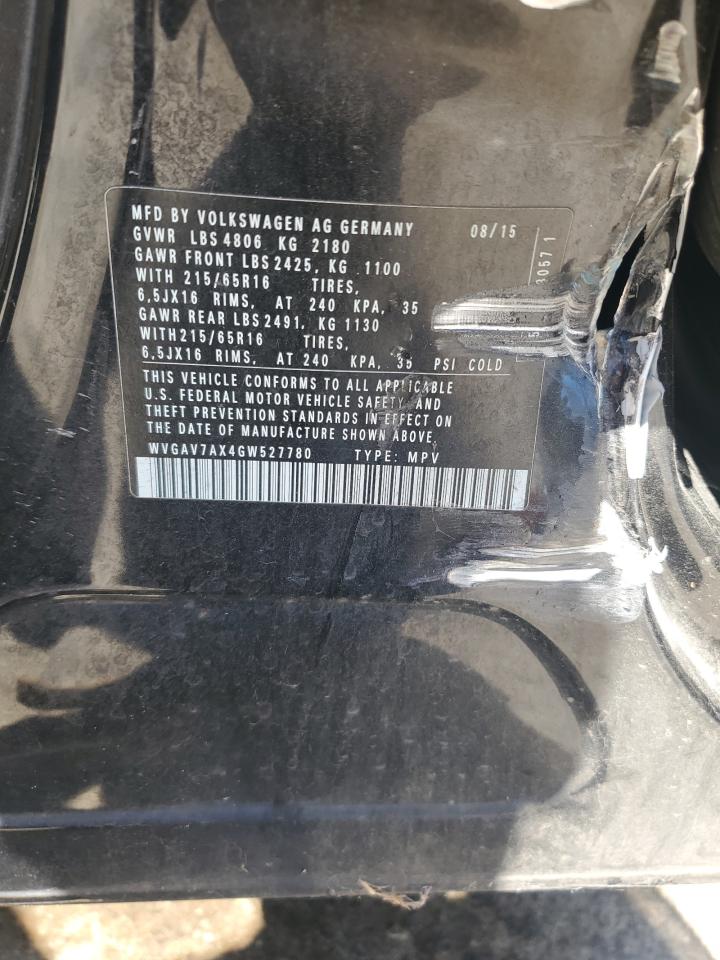 MFD BY VOLKSWAGEN AG GERMANY 08/15
GVWR LBS 4806 KG 2180
GAWR FRONT LBS 2425, KG 1100
WITH 215/65R16 TIRES,
6,5JX16 RIMS, AT 240 KPA, 35
GAWR REAR LBS 2491, KG 1130
WITH215/65R16 TIRES,
6,5JX16 RIMS, AT 240 KPA, 35 PSI COLD
THIS VEHICLE CONFORMS TO ALL APPLICABLE
U.S. FEDERAL MOTOR VEHICLE SAFETY AND
THEFT PREVENTION STANDARDS IN EFFECT ON
THE DATE OF MANUFACTURE SHOWN ABOVE,
WVGAV7AX4GW527780 TYPE: MPV